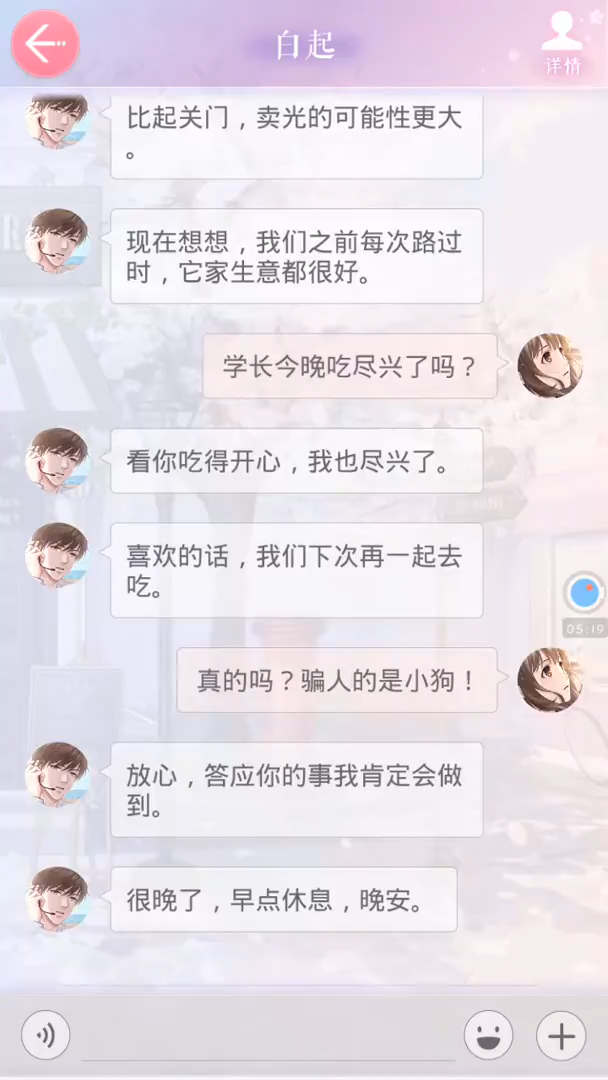 白起
详情
比起关门，卖光的可能性更大
。
现在想想，我们之前每次路过
时，它家生意都很好。
学长今晚吃尽兴了吗？
看你吃得开心，我也尽兴了。
喜欢的话，我们下次再一起去
吃。
05:19
真的吗？骗人的是小狗！
放心，答应你的事我肯定会做
到。
很晚了，早点休息，晚安。